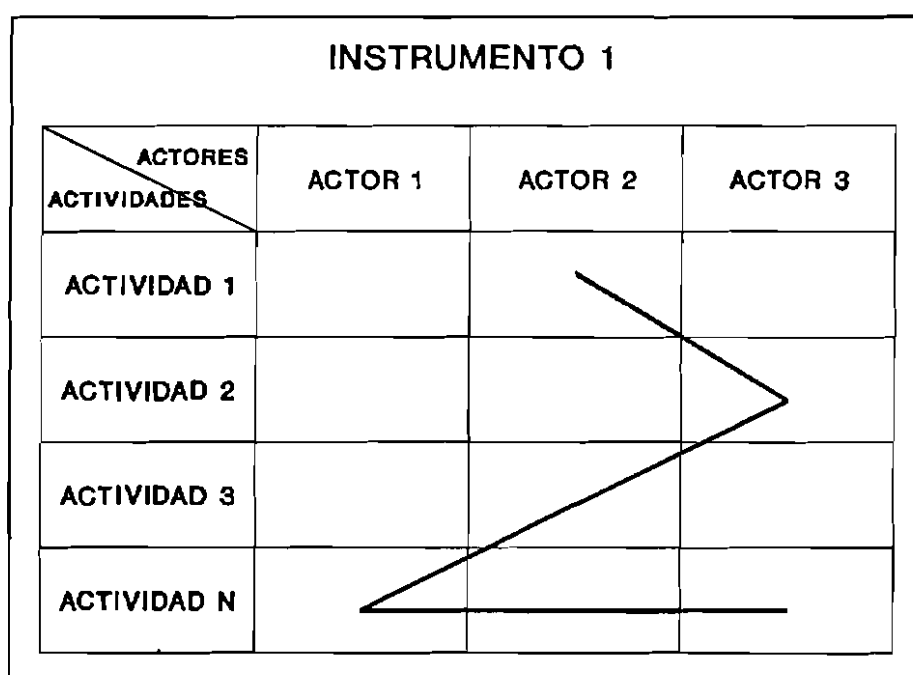 INSTRUMENTO 1
ACTORES
ACTIVIDADES
ACTOR 1 ACTOR 2 ACTOR 3
ACTIVIDAD 1
ACTIVIDAD 2
ACTIVIDAD 3
ACTIVIDAD N